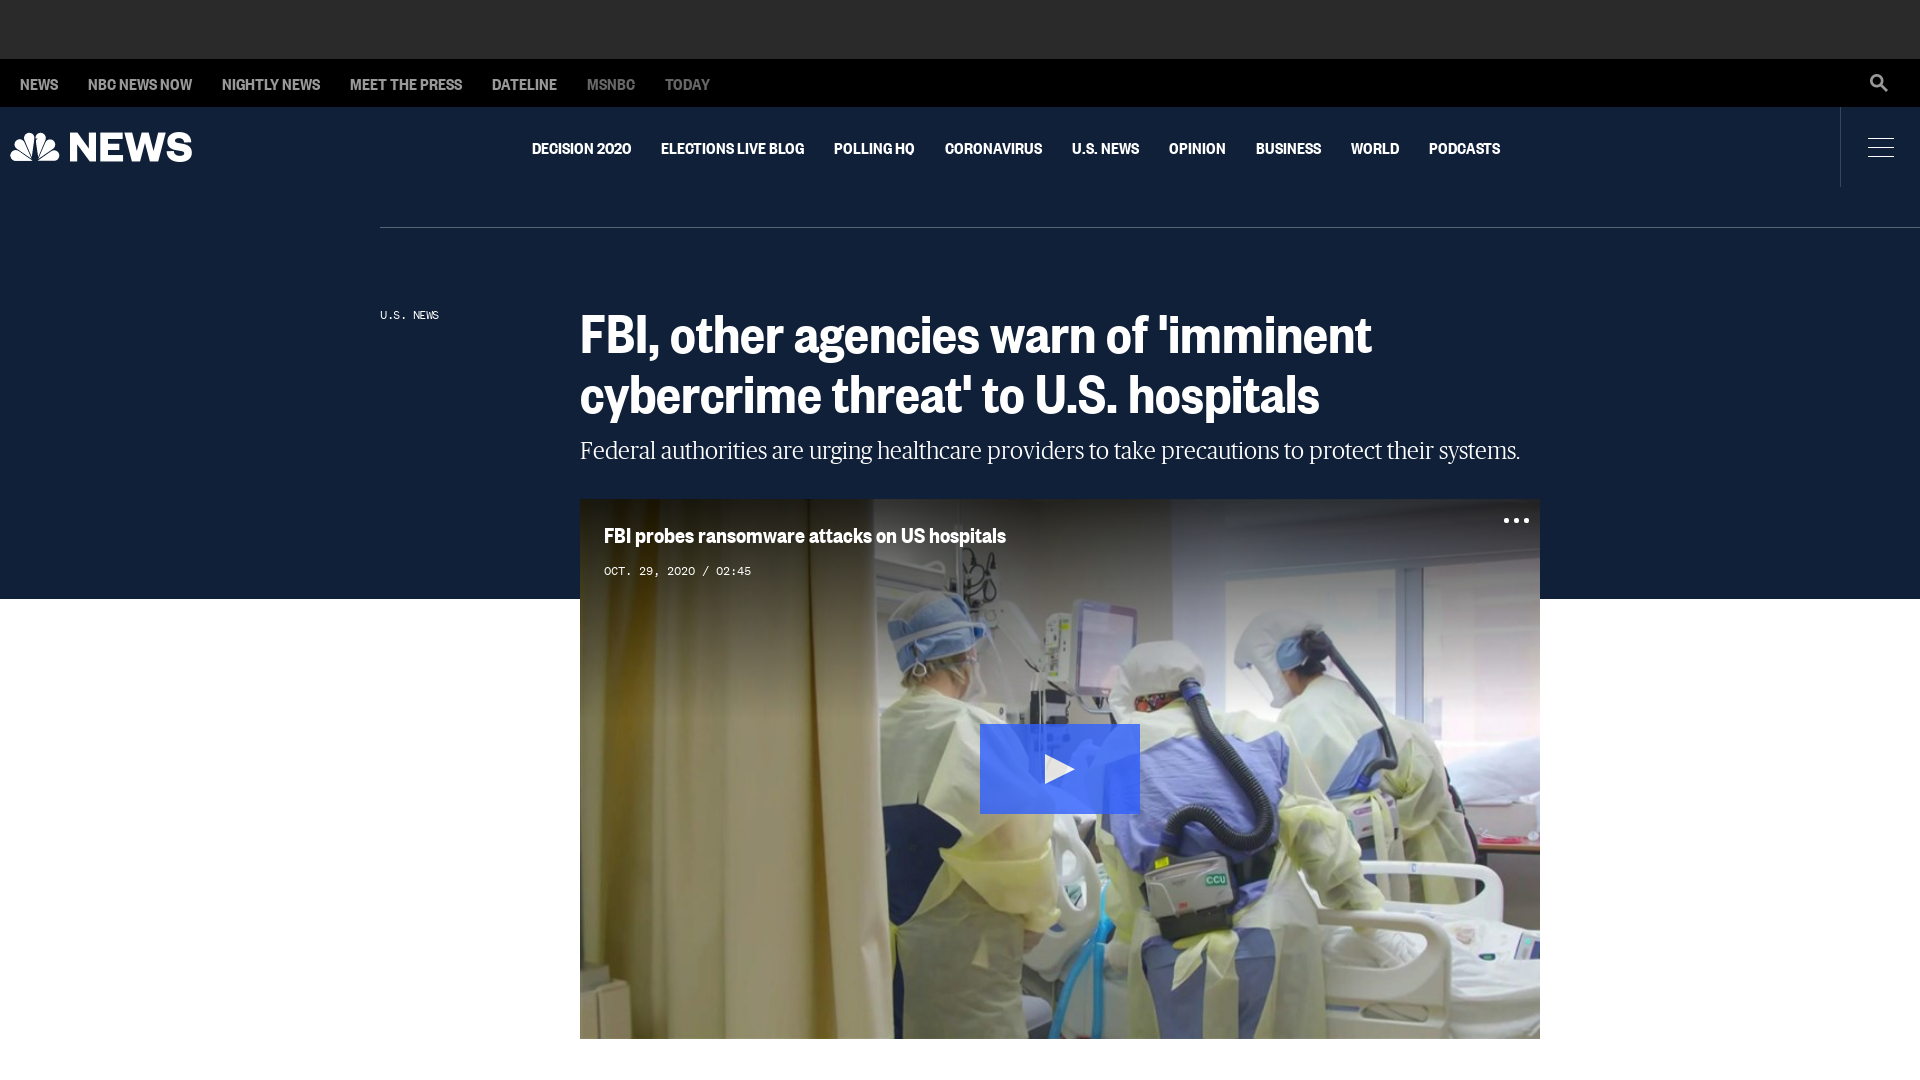 NEWS NBC NEWS NOW NIGHTLY NEWS MEET THE PRESS DATELINE MSNBC TODAY
NEWS
DECISION 2020 ELECTIONS LIVE BLOG POLLING HQ CORONAVIRUS U.S. NEWS OPINION BUSINESS WORLD PODCASTS
U.S. NEWS
FBI, other agencies warn of 'imminent
cybercrime threat' to U.S. hospitals
Federal authorities are urging healthcare providers to take precautions to protect their systems.
FBI probes ransomware attacks on US hospitals
OCT. 29, 2020 / 02:45
CCU